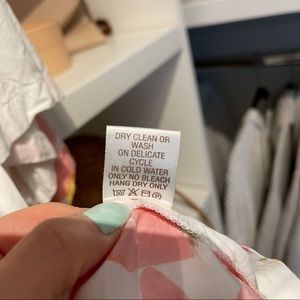 DRY CLEAN OR
WASH
ON DELICATE
CYCLE
IN COLD WATER
ONLY NO BLEACH
HANG DRY ONLY